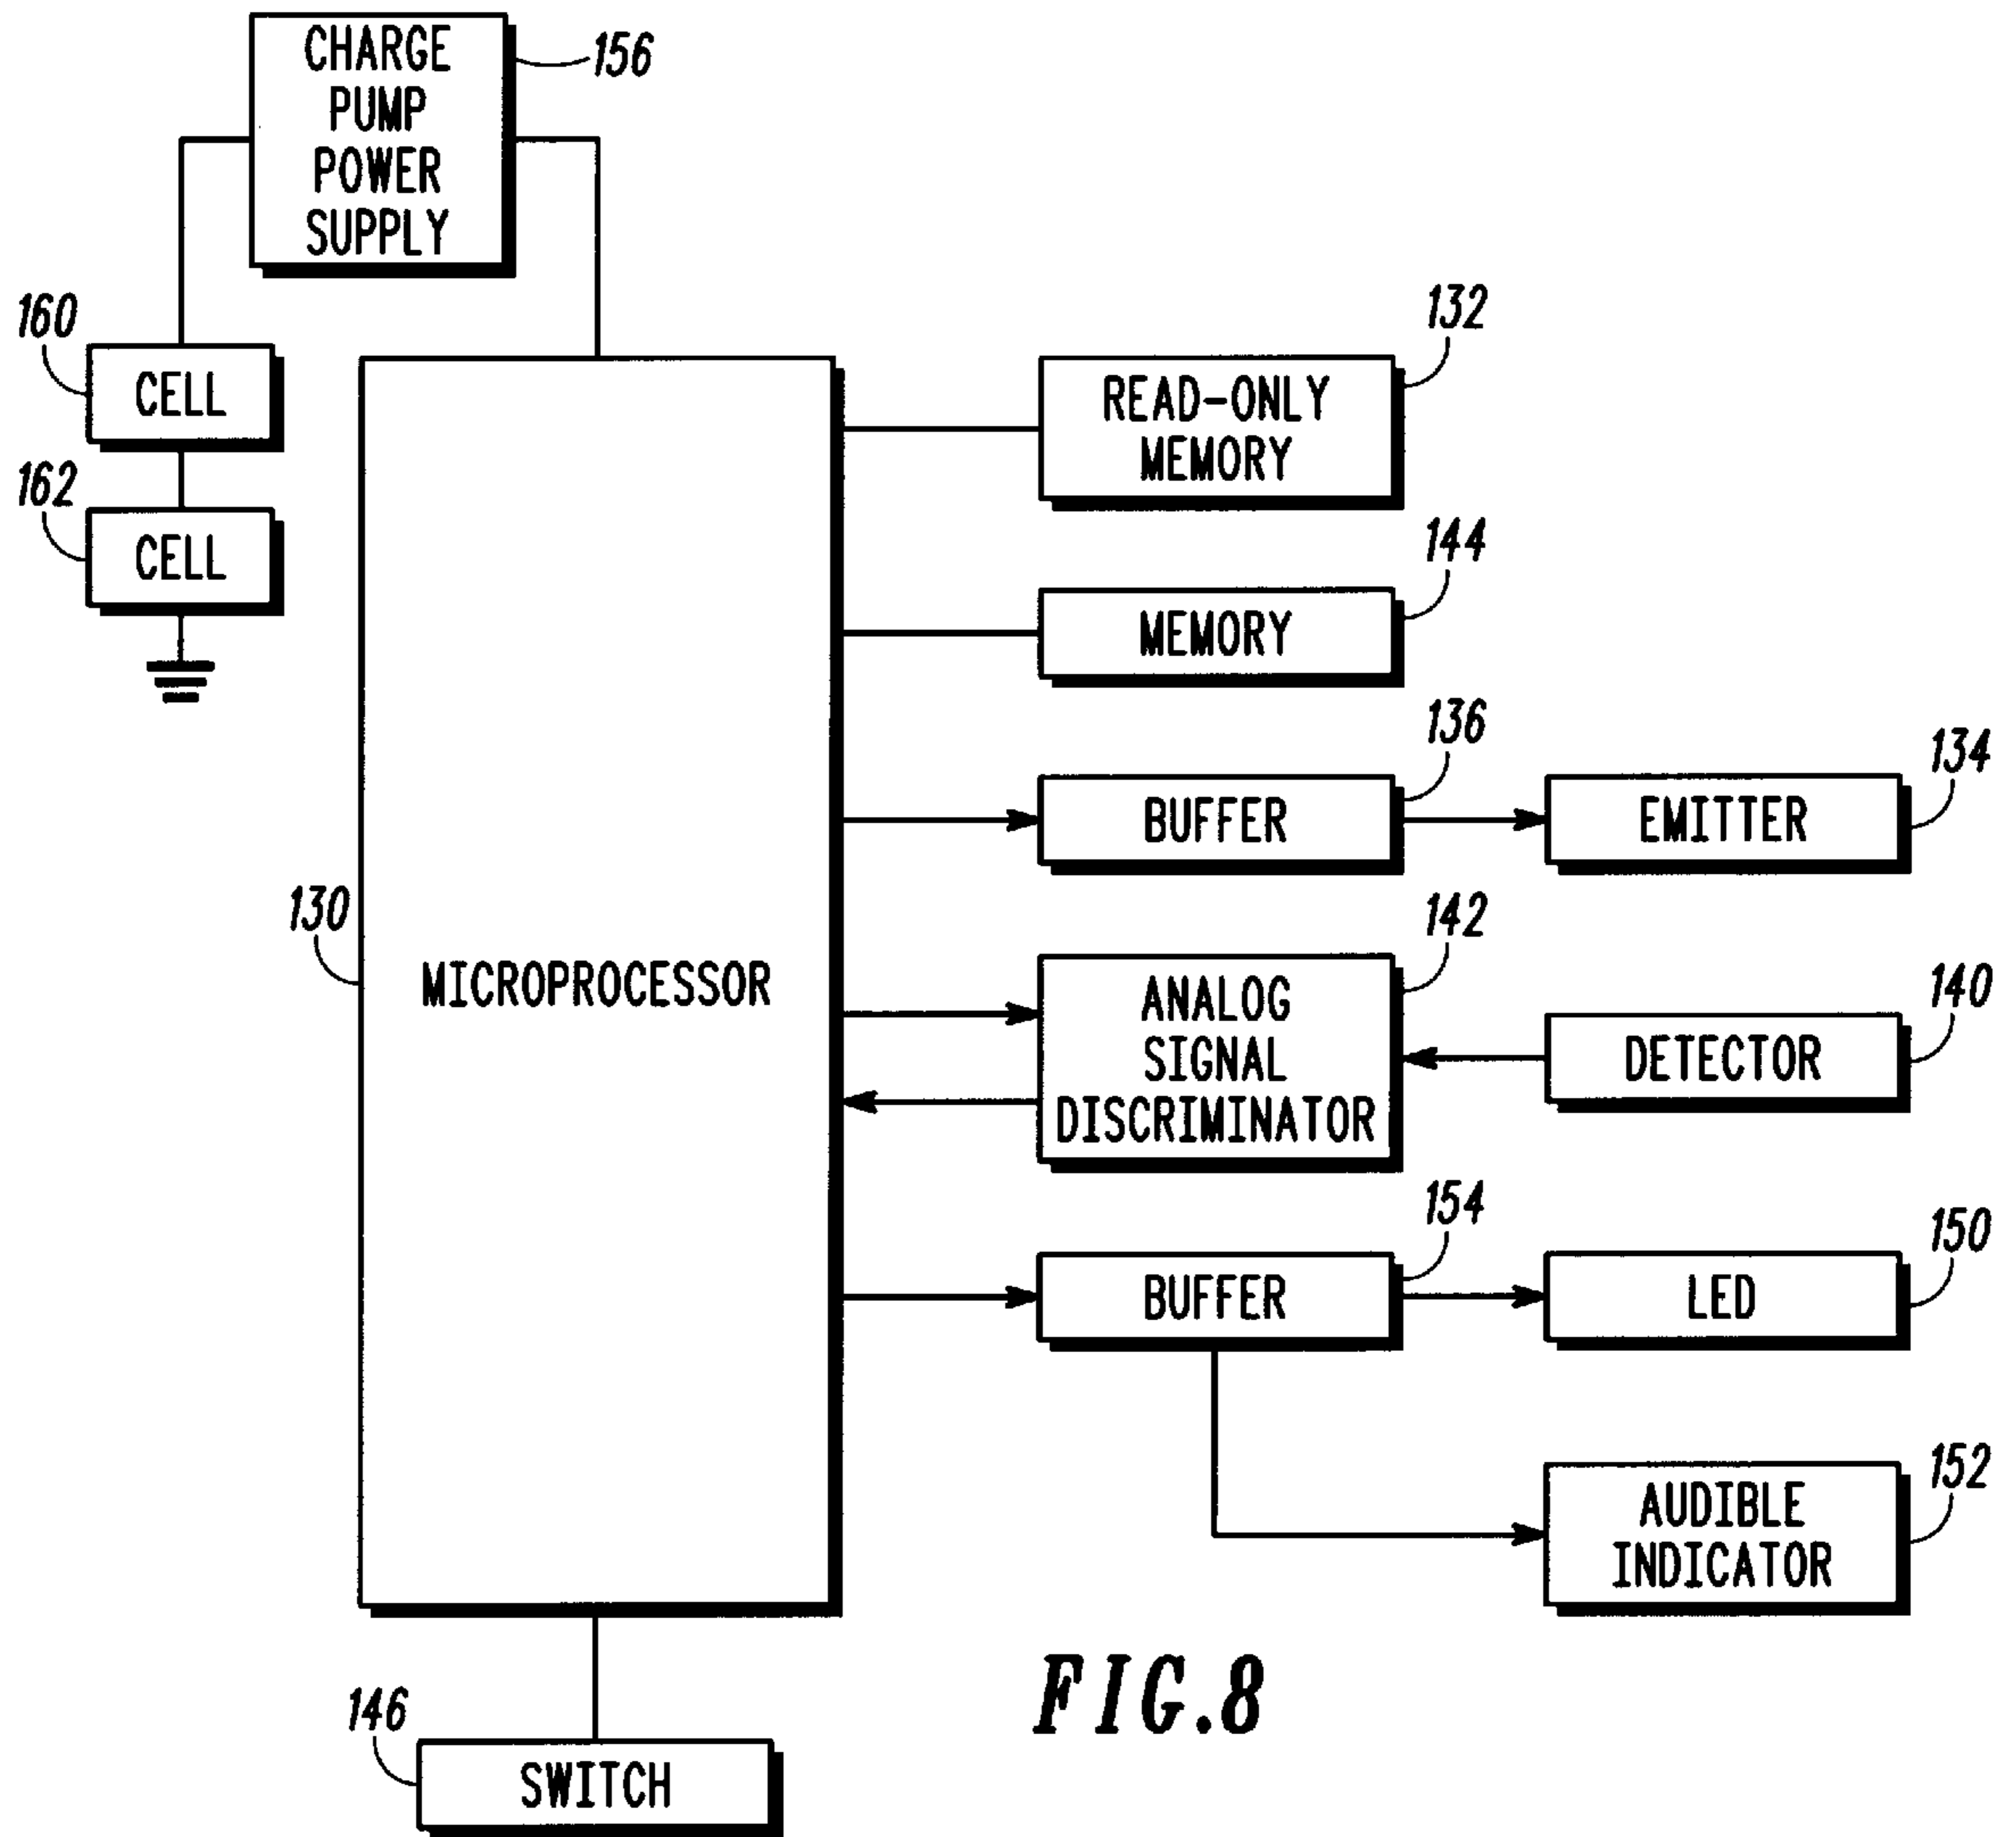 CHARGE
PUMP
POWER
SUPPLY
156
160
CELL
162
CELL
130
MICROPROCESSOR
READ-ONLY
MEMORY
132
MEMORY
144
BUFFER
136
EMITTER
134
ANALOG
SIGNAL
DISCRIMINATOR
142
DETECTOR
140
BUFFER
154
LED
150
AUDIBLE
INDICATOR
152
146
SWITCH
FIG.8